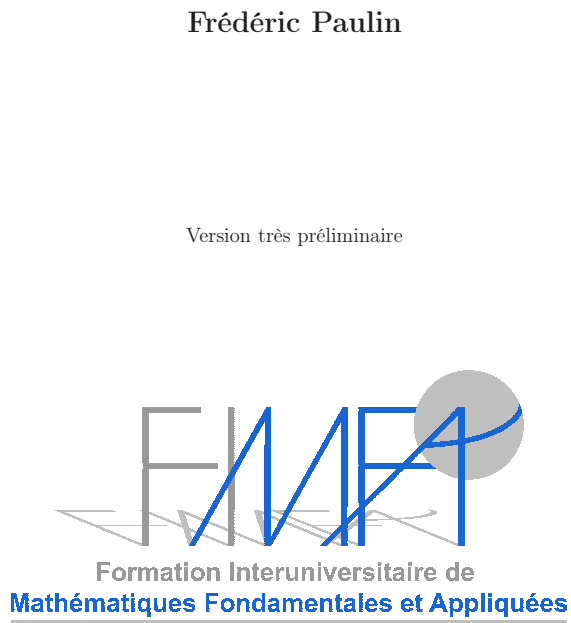 Frédéric Paulin
Version très préliminaire
FIMFA
Formation Interuniversitaire de
Mathématiques Fondamentales et Appliquées